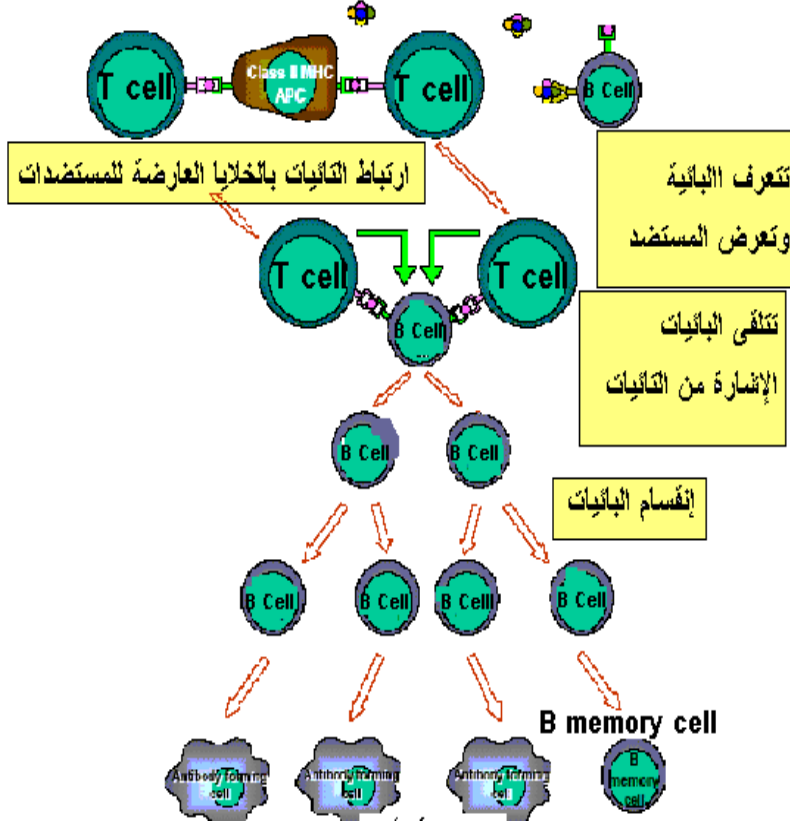 T cell
Class II MHC
APC
T cell
B Cell
ارتباط التائيات بالخلايا العارضة للمستضدات
تتعرف االبائية
وتعرض المستضد
T cell
T cell
B Cell
...
تتلقى البائيات
الإشارة من التائيات
B Cell
B Cell
إنقسام البائيات
B Cell
B Cell
B Cell
B Cell
B memory cell
Antibody forming
cell
Antibody forming
cell
Antibody forming
cell
B
memory
cell